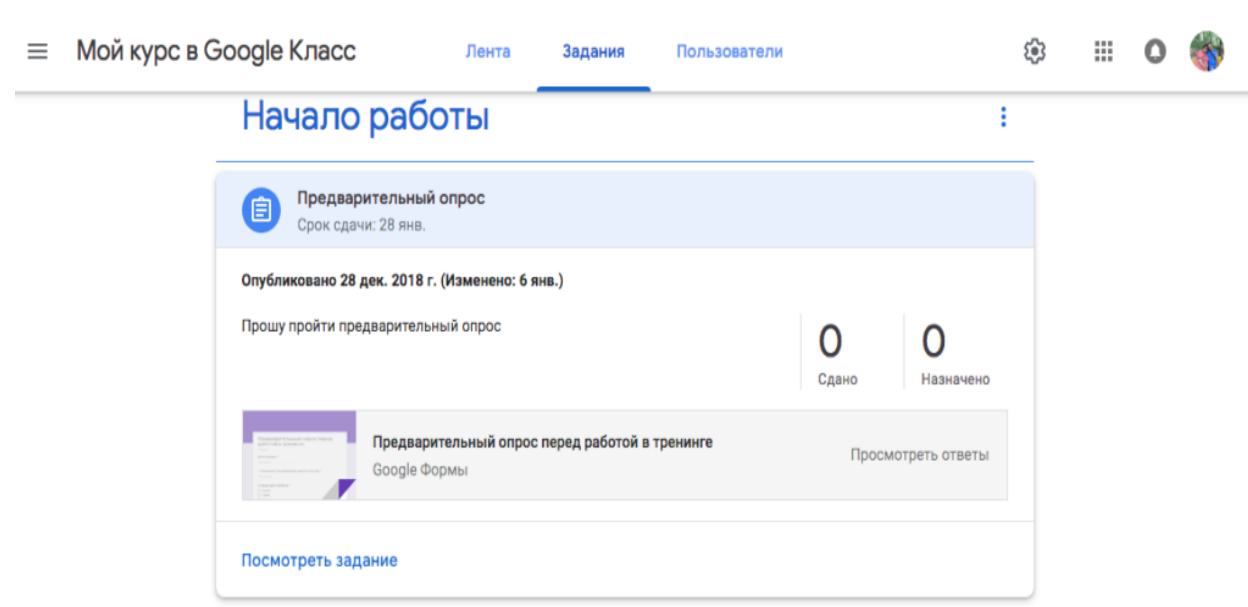 Мой курс в Google Класс
Лента
Задания
Пользователи
Начало работы
Предварительный опрос
Срок сдачи: 28 янв.
Опубликовано 28 дек. 2018 г. (Изменено: 6 янв.)
Прошу пройти предварительный опрос
0
Сдано
0
Назначено
Предварительный опрос перед работой в тренинге
Google Формы
Просмотреть ответы
Посмотреть задание